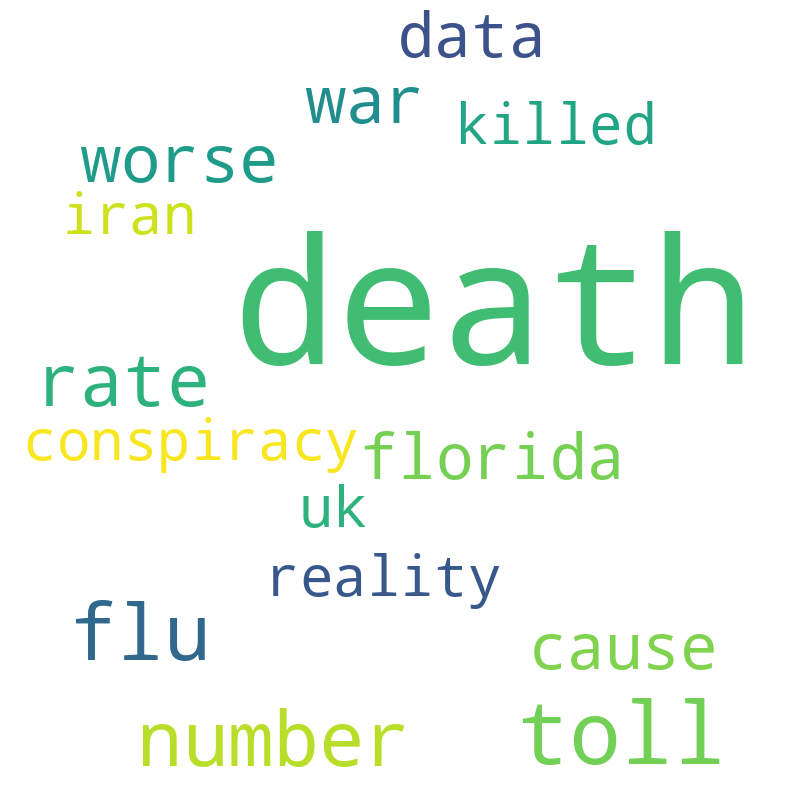 data
war
killed
worse
iran
death
rate
conspiracy
florida
uk
reality
flu
cause
number
toll